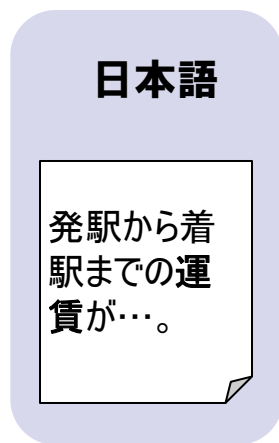 日本語
発駅から着
駅までの運
賃が…。